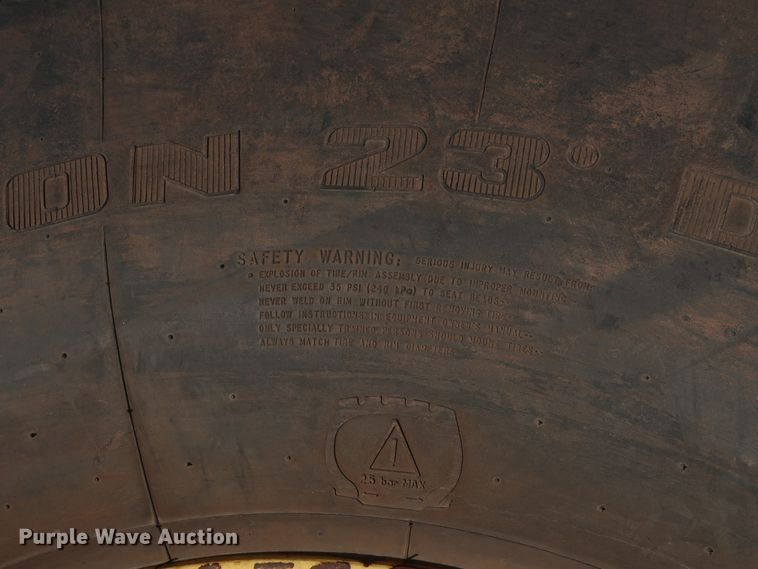 ON 23° D
SAFETY WARNING: SERIOUS INJURY MAY RESULT FROM:
EXPLOSION OF TIRE/RIM ASSEMBLY DUE TO IMPROPER MOUNTING -
NEVER EXCEED 35 PSI (240 kPa) TO SEAT BEADS-
NEVER WELD ON RIM WITHOUT FIRST REMOVING TIRE-
FOLLOW INSTRUCTIONS IN EQUIPMENT OWNER'S MANUAL--
ONLY SPECIALLY TRAINED PERSONS SHOULD MOUNT TIRES--
ALWAYS MATCH TIRE AND RIM DIAMETERS
!
2.5 bar MAX
Purple Wave Auction